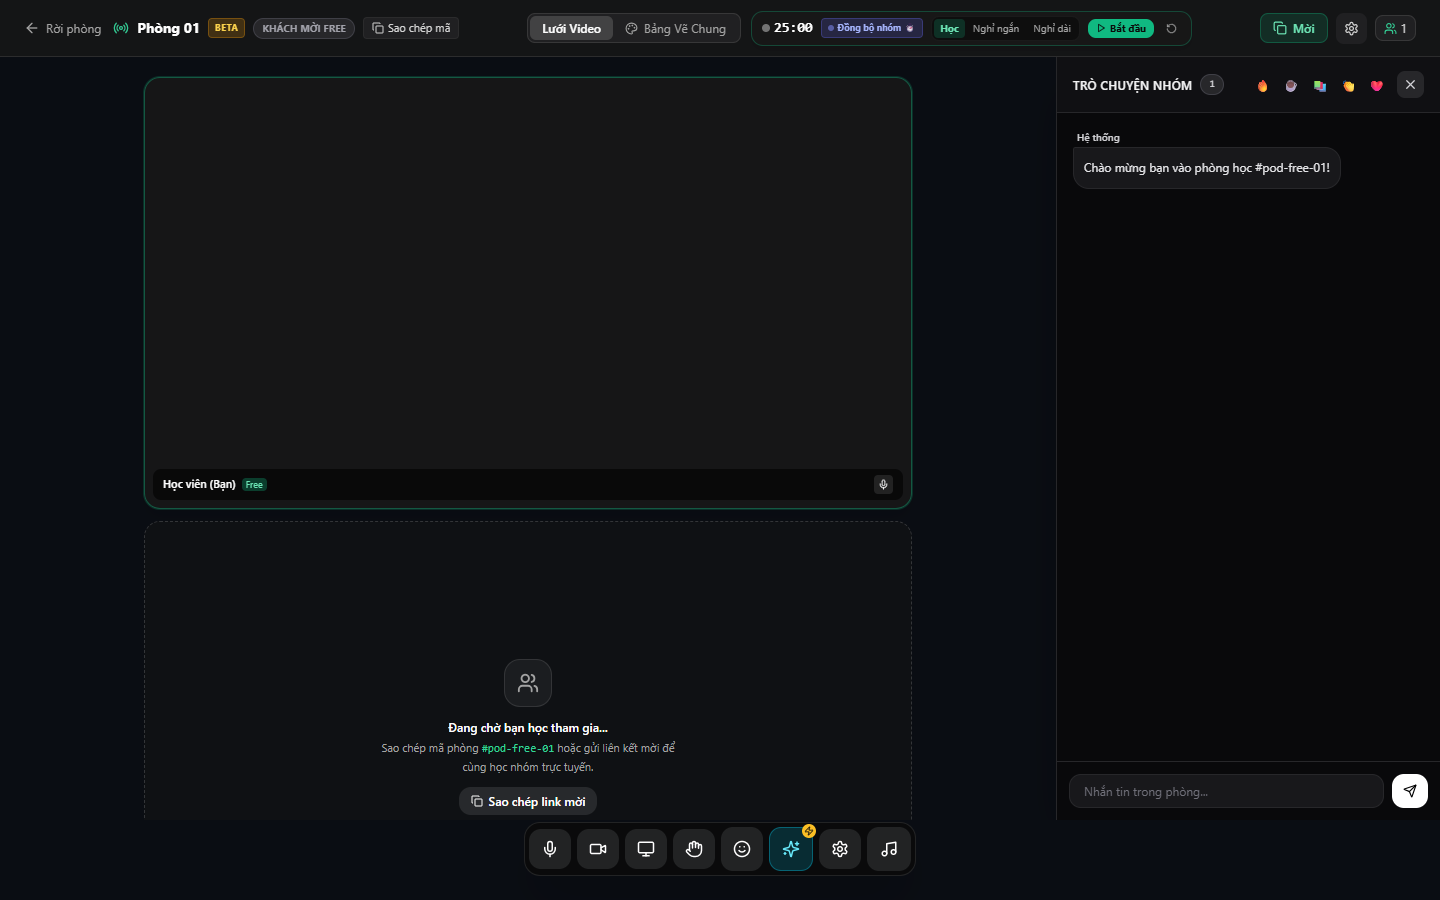 Rời phòng
Phòng 01
BETA
KHÁCH MỜI FREE
Sao chép mã
Lưới Video
Bảng Vẽ Chung
25:00
Đồng bộ nhóm
Học
Nghỉ ngắn
Nghỉ dài
Bắt đầu
Mời
1
TRÒ CHUYỆN NHÓM
1
Hệ thống
Chào mừng bạn vào phòng học #pod-free-01!
Học viên (Bạn)
Free
Đang chờ bạn học tham gia...
Sao chép mã phòng #pod-free-01 hoặc gửi liên kết mời để
cùng học nhóm trực tuyến.
Sao chép link mời
Nhắn tin trong phòng...